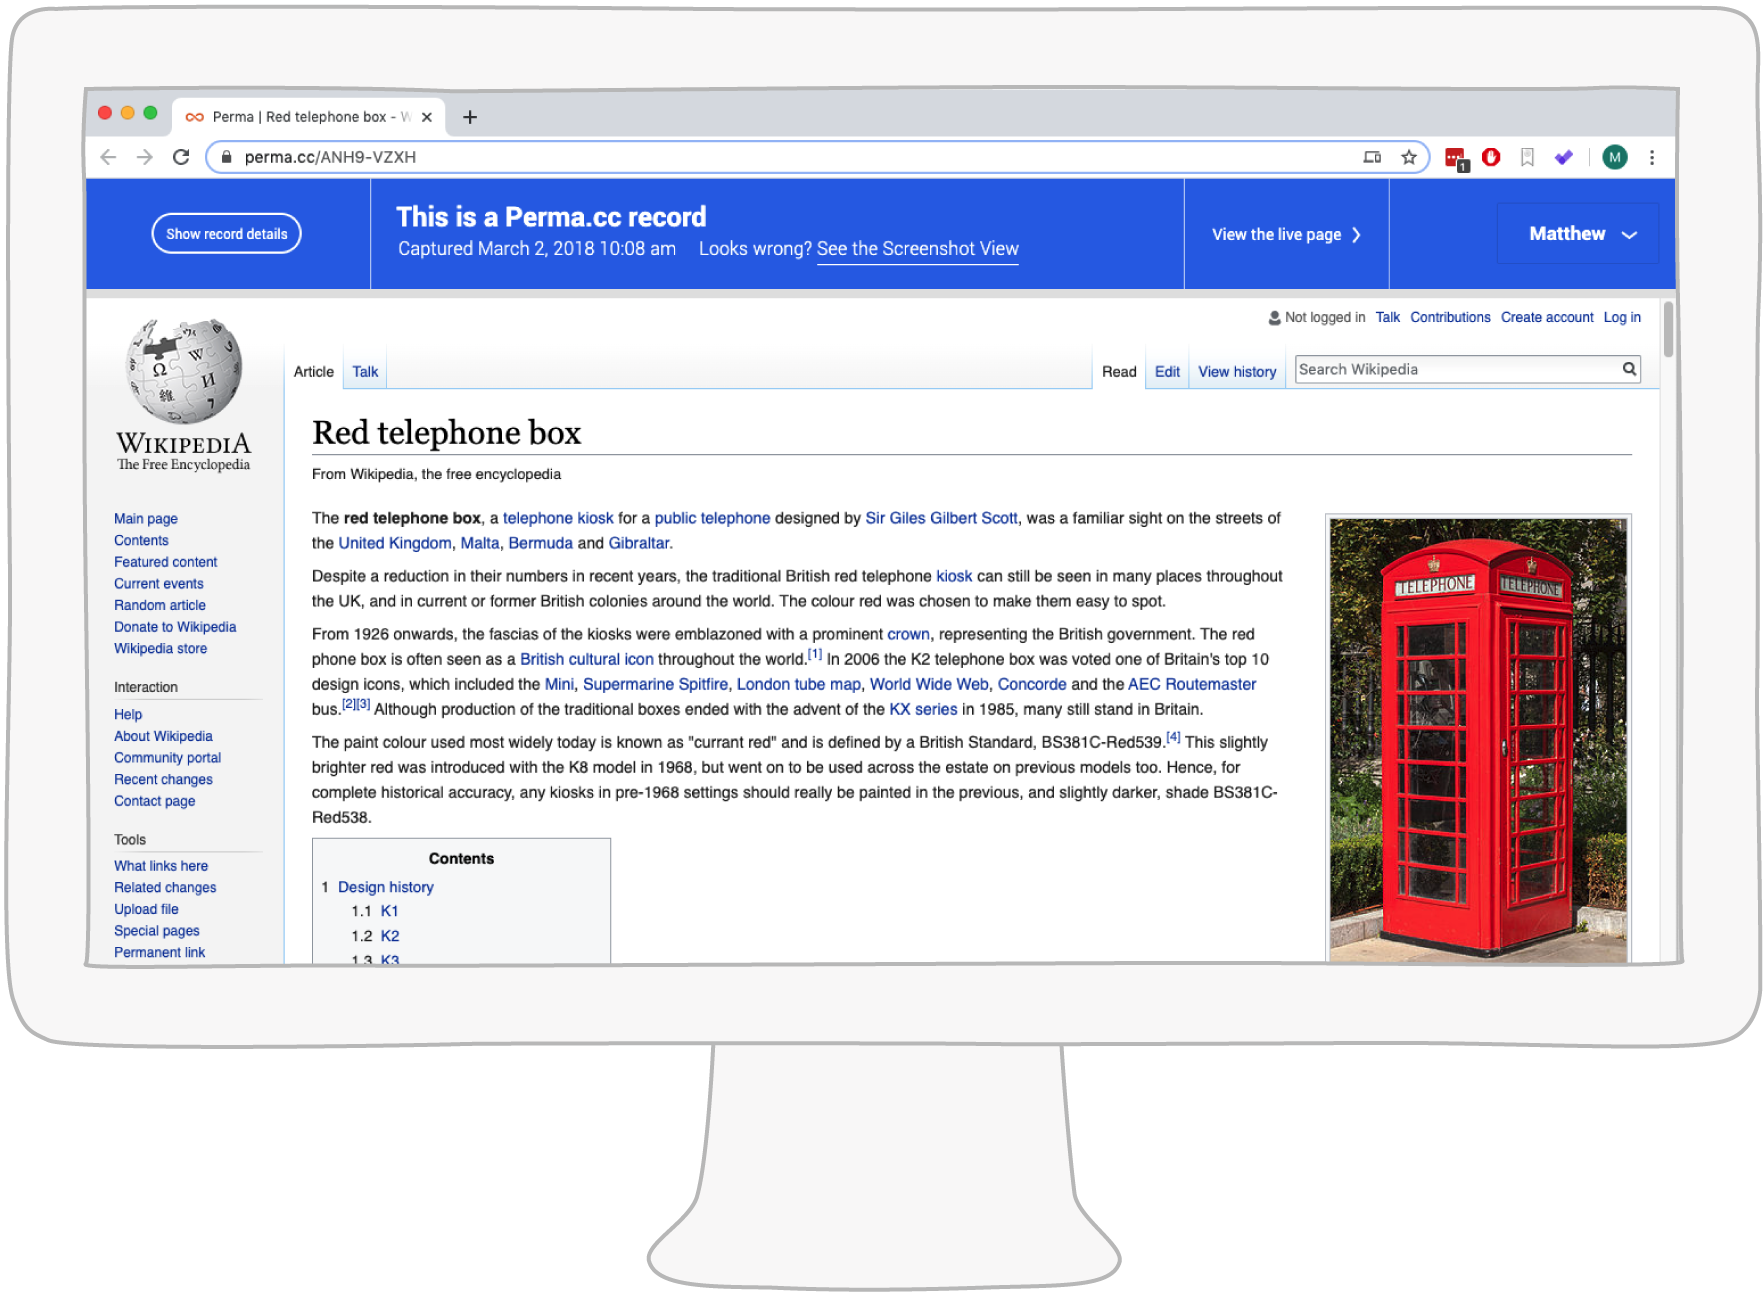 Perma | Red telephone box - W
perma.cc/ANH9-VZXH
1
M
Show record details
This is a Perma.cc record
Captured March 2, 2018 10:08 am Looks wrong? See the Screenshot View
View the live page
Matthew
Not logged in Talk Contributions Create account Log in
Article Talk
Read Edit View history
Search Wikipedia
WIKIPEDIA
The Free Encyclopedia
Main page
Contents
Featured content
Current events
Random article
Donate to Wikipedia
Wikipedia store
Interaction
Help
About Wikipedia
Community portal
Recent changes
Contact page
Tools
What links here
Related changes
Upload file
Special pages
Permanent link
Red telephone box
From Wikipedia, the free encyclopedia
The red telephone box, a telephone kiosk for a public telephone designed by Sir Giles Gilbert Scott, was a familiar sight on the streets of
the United Kingdom, Malta, Bermuda and Gibraltar.
Despite a reduction in their numbers in recent years, the traditional British red telephone kiosk can still be seen in many places throughout
the UK, and in current or former British colonies around the world. The colour red was chosen to make them easy to spot.
From 1926 onwards, the fascias of the kiosks were emblazoned with a prominent crown, representing the British government. The red
phone box is often seen as a British cultural icon throughout the world.[1] In 2006 the K2 telephone box was voted one of Britain's top 10
design icons, which included the Mini, Supermarine Spitfire, London tube map, World Wide Web, Concorde and the AEC Routemaster
bus.[2][3] Although production of the traditional boxes ended with the advent of the KX series in 1985, many still stand in Britain.
The paint colour used most widely today is known as "currant red" and is defined by a British Standard, BS381C-Red539.[4] This slightly
brighter red was introduced with the K8 model in 1968, but went on to be used across the estate on previous models too. Hence, for
complete historical accuracy, any kiosks in pre-1968 settings should really be painted in the previous, and slightly darker, shade BS381C-
Red538.
Contents
1 Design history
1.1 K1
1.2 K2
1.3 K3
TELEPHONE
TELEPHONE